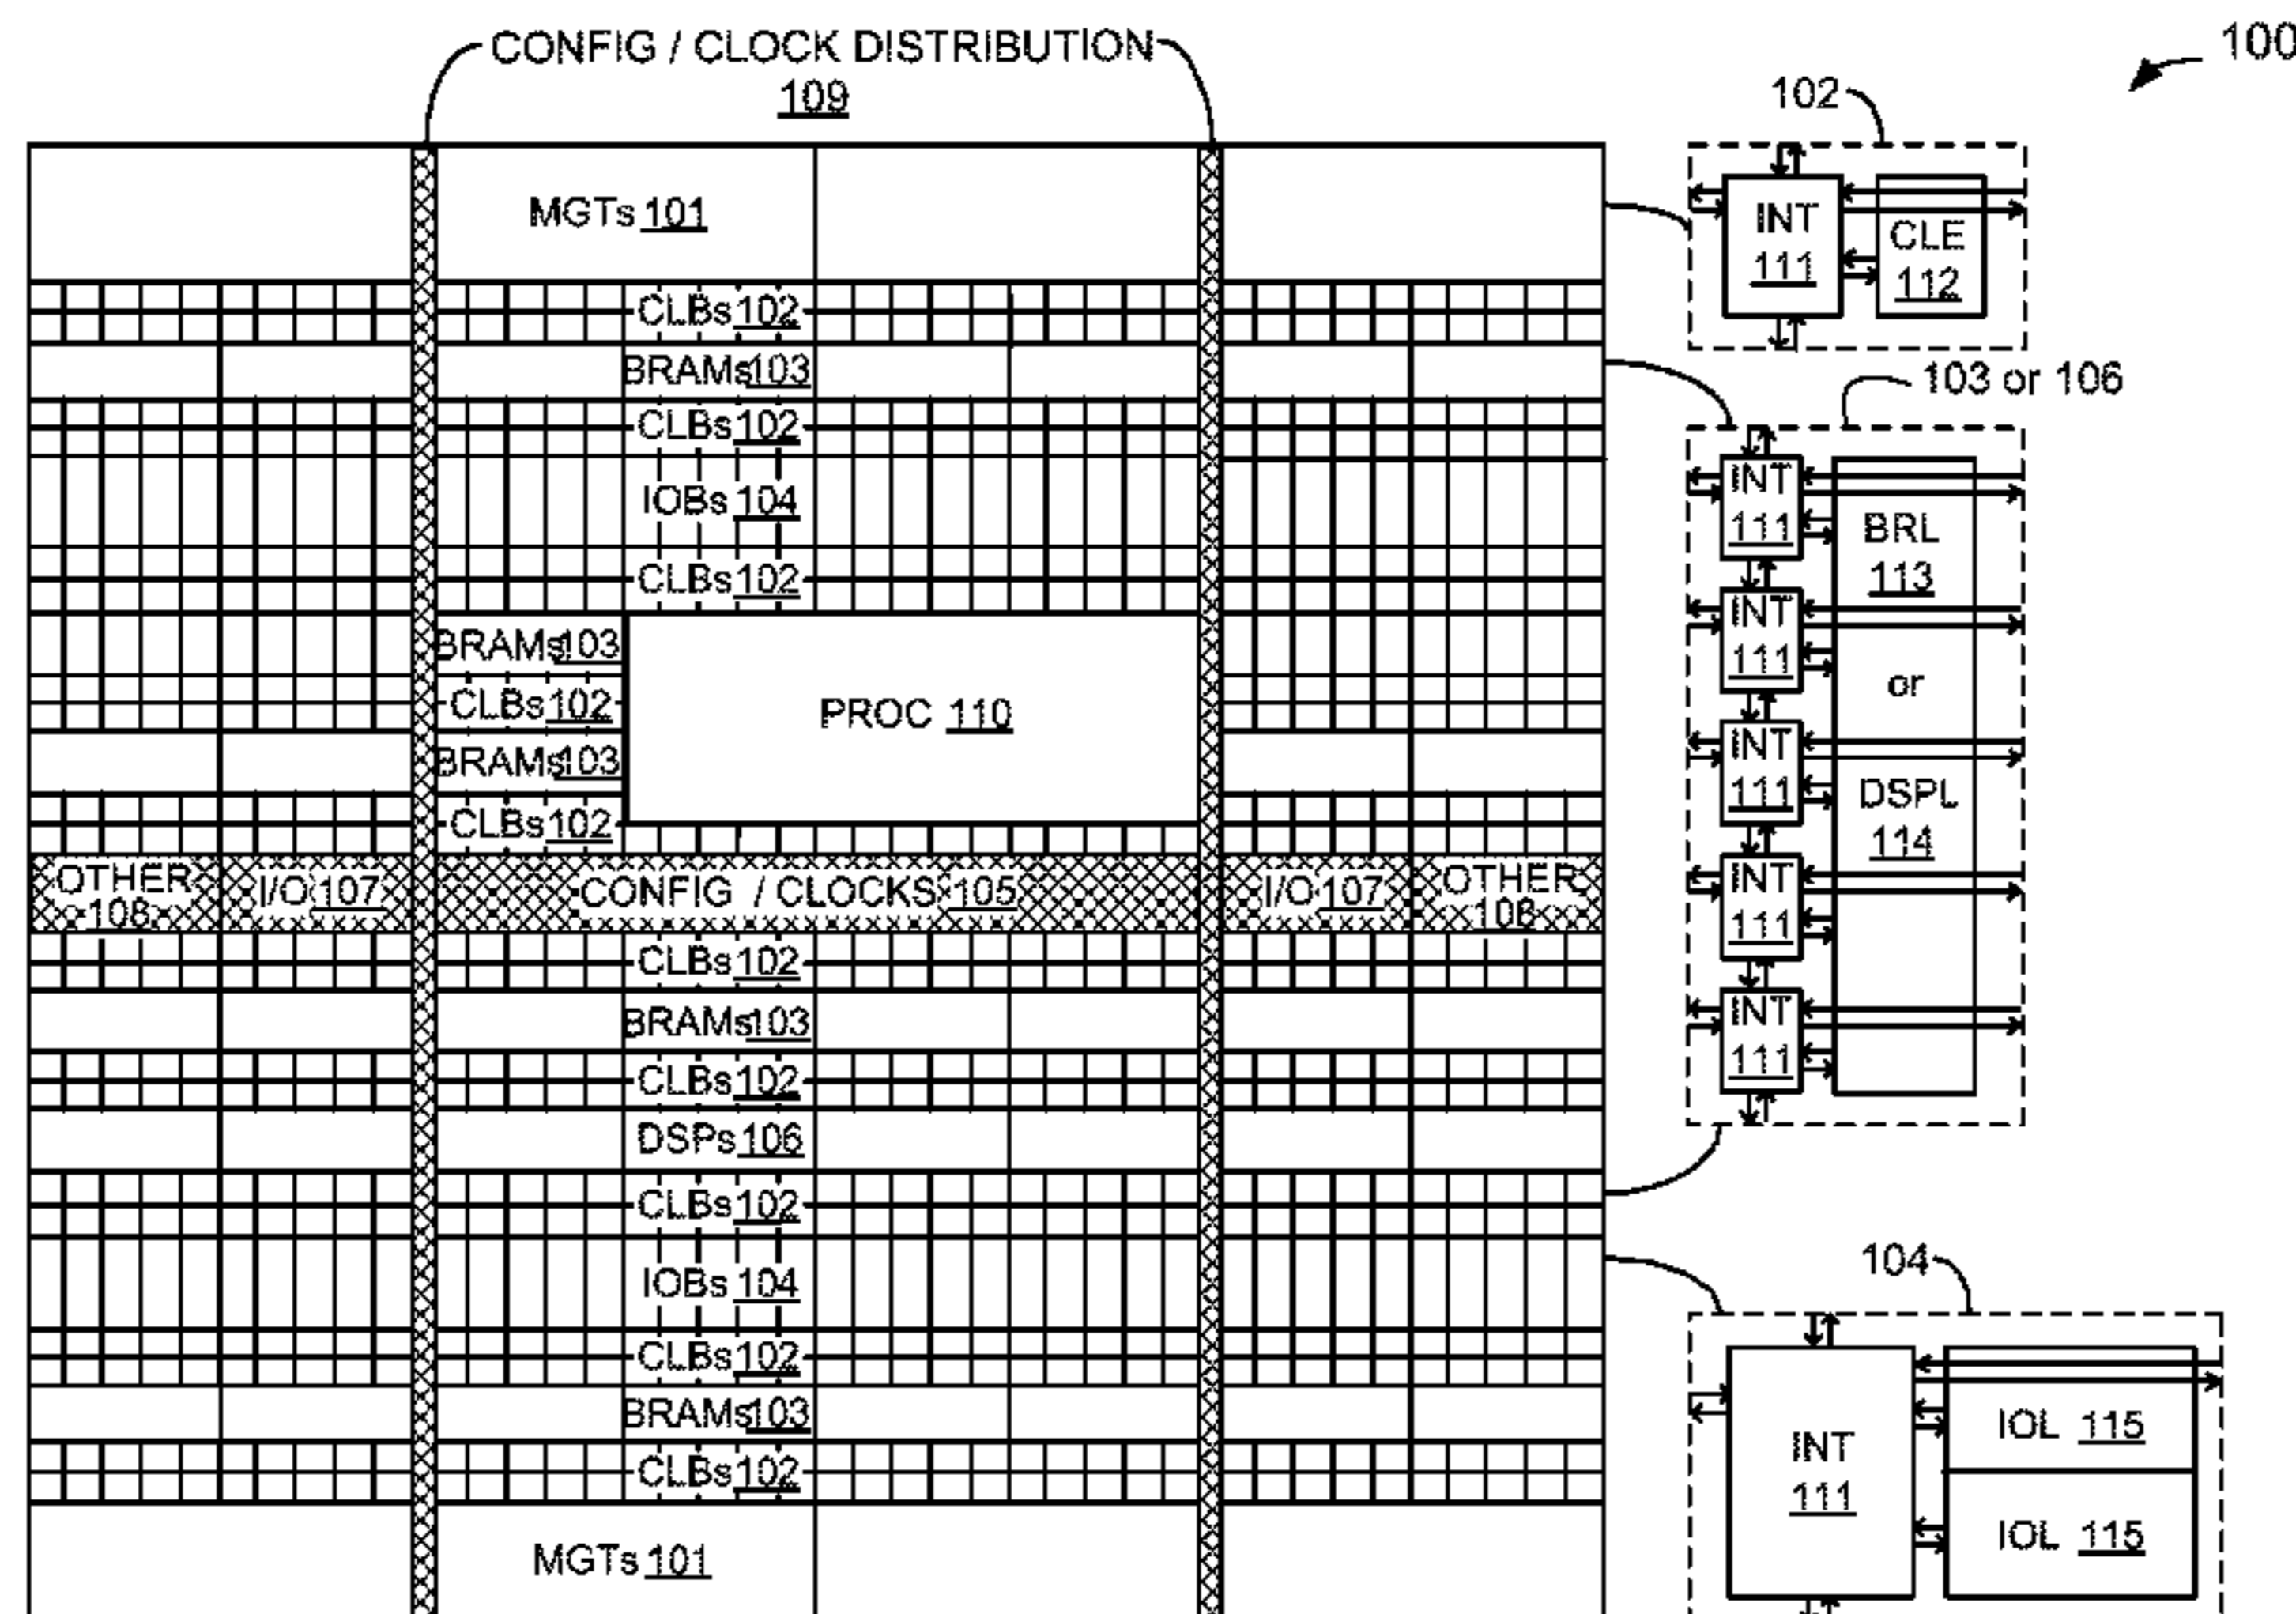 CONFIG / CLOCK DISTRIBUTION
109
100
MGTs 101
CLBs 102
BRAMs 103
CLBs 102
IOBs 104
CLBs 102
BRAMs 103
CLBs 102
BRAMs 103
CLBs 102
PROC 110
OTHER
108
I/O 107
CONFIG / CLOCKS 105
I/O 107
OTHER
108
CLBs 102
BRAMs 103
CLBs 102
DSPs 106
CLBs 102
IOBs 104
CLBs 102
BRAMs 103
CLBs 102
MGTs 101
102
INT
111
CLE
112
103 or 106
INT
111
INT
111
INT
111
INT
111
INT
111
BRL
113
or
DSPL
114
104
INT
111
IOL 115
IOL 115